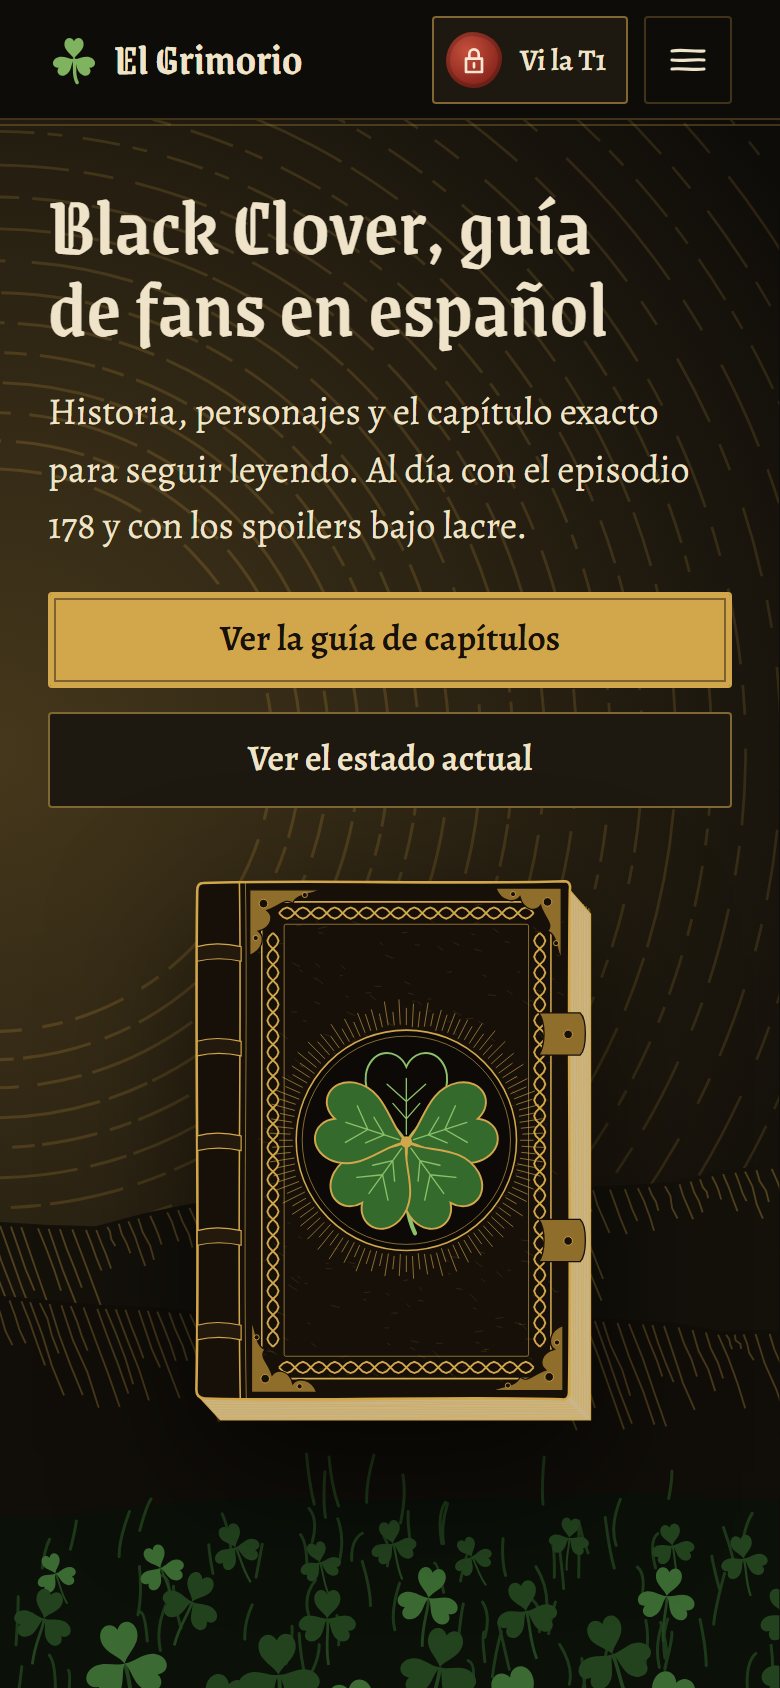 El Grimorio
Vi la T1
Black Clover, guía
de fans en español
Historia, personajes y el capítulo exacto
para seguir leyendo. Al día con el episodio
178 y con los spoilers bajo lacre.
Ver la guía de capítulos
Ver el estado actual